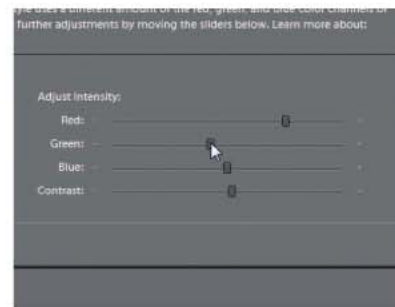 uses a different amount of the red, green, and blue color channels of
further adjustments by moving the sliders below. Learn more about:
Adjust Intensity:
Red:
Green:
Blue:
Contrast: